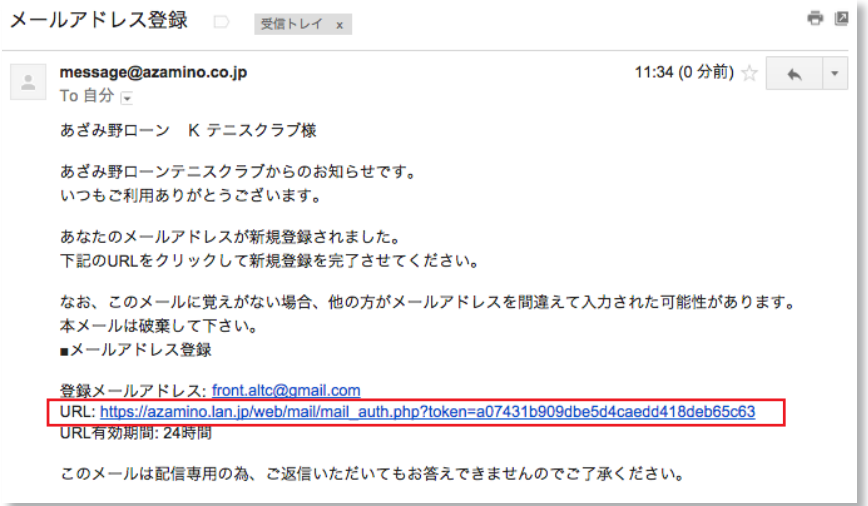 メールアドレス登録
受信トレイ x
message@azamino.co.jp
11:34 (0 分前)
To 自分
あざみ野ローン　K テニスクラブ様
あざみ野ローンテニスクラブからのお知らせです。
いつもご利用ありがとうございます。
あなたのメールアドレスが新規登録されました。
下記のURLをクリックして新規登録を完了させてください。
なお、このメールに覚えがない場合、他の方がメールアドレスを間違えて入力された可能性があります。
本メールは破棄して下さい。
■メールアドレス登録
登録メールアドレス: front.altc@gmail.com
URL: https://azamino.lan.jp/web/mail/mail_auth.php?token=a07431b909dbe5d4caedd418deb65c63
URL有効期間: 24時間
このメールは配信専用の為、ご返信いただいてもお答えできませんのでご了承ください。